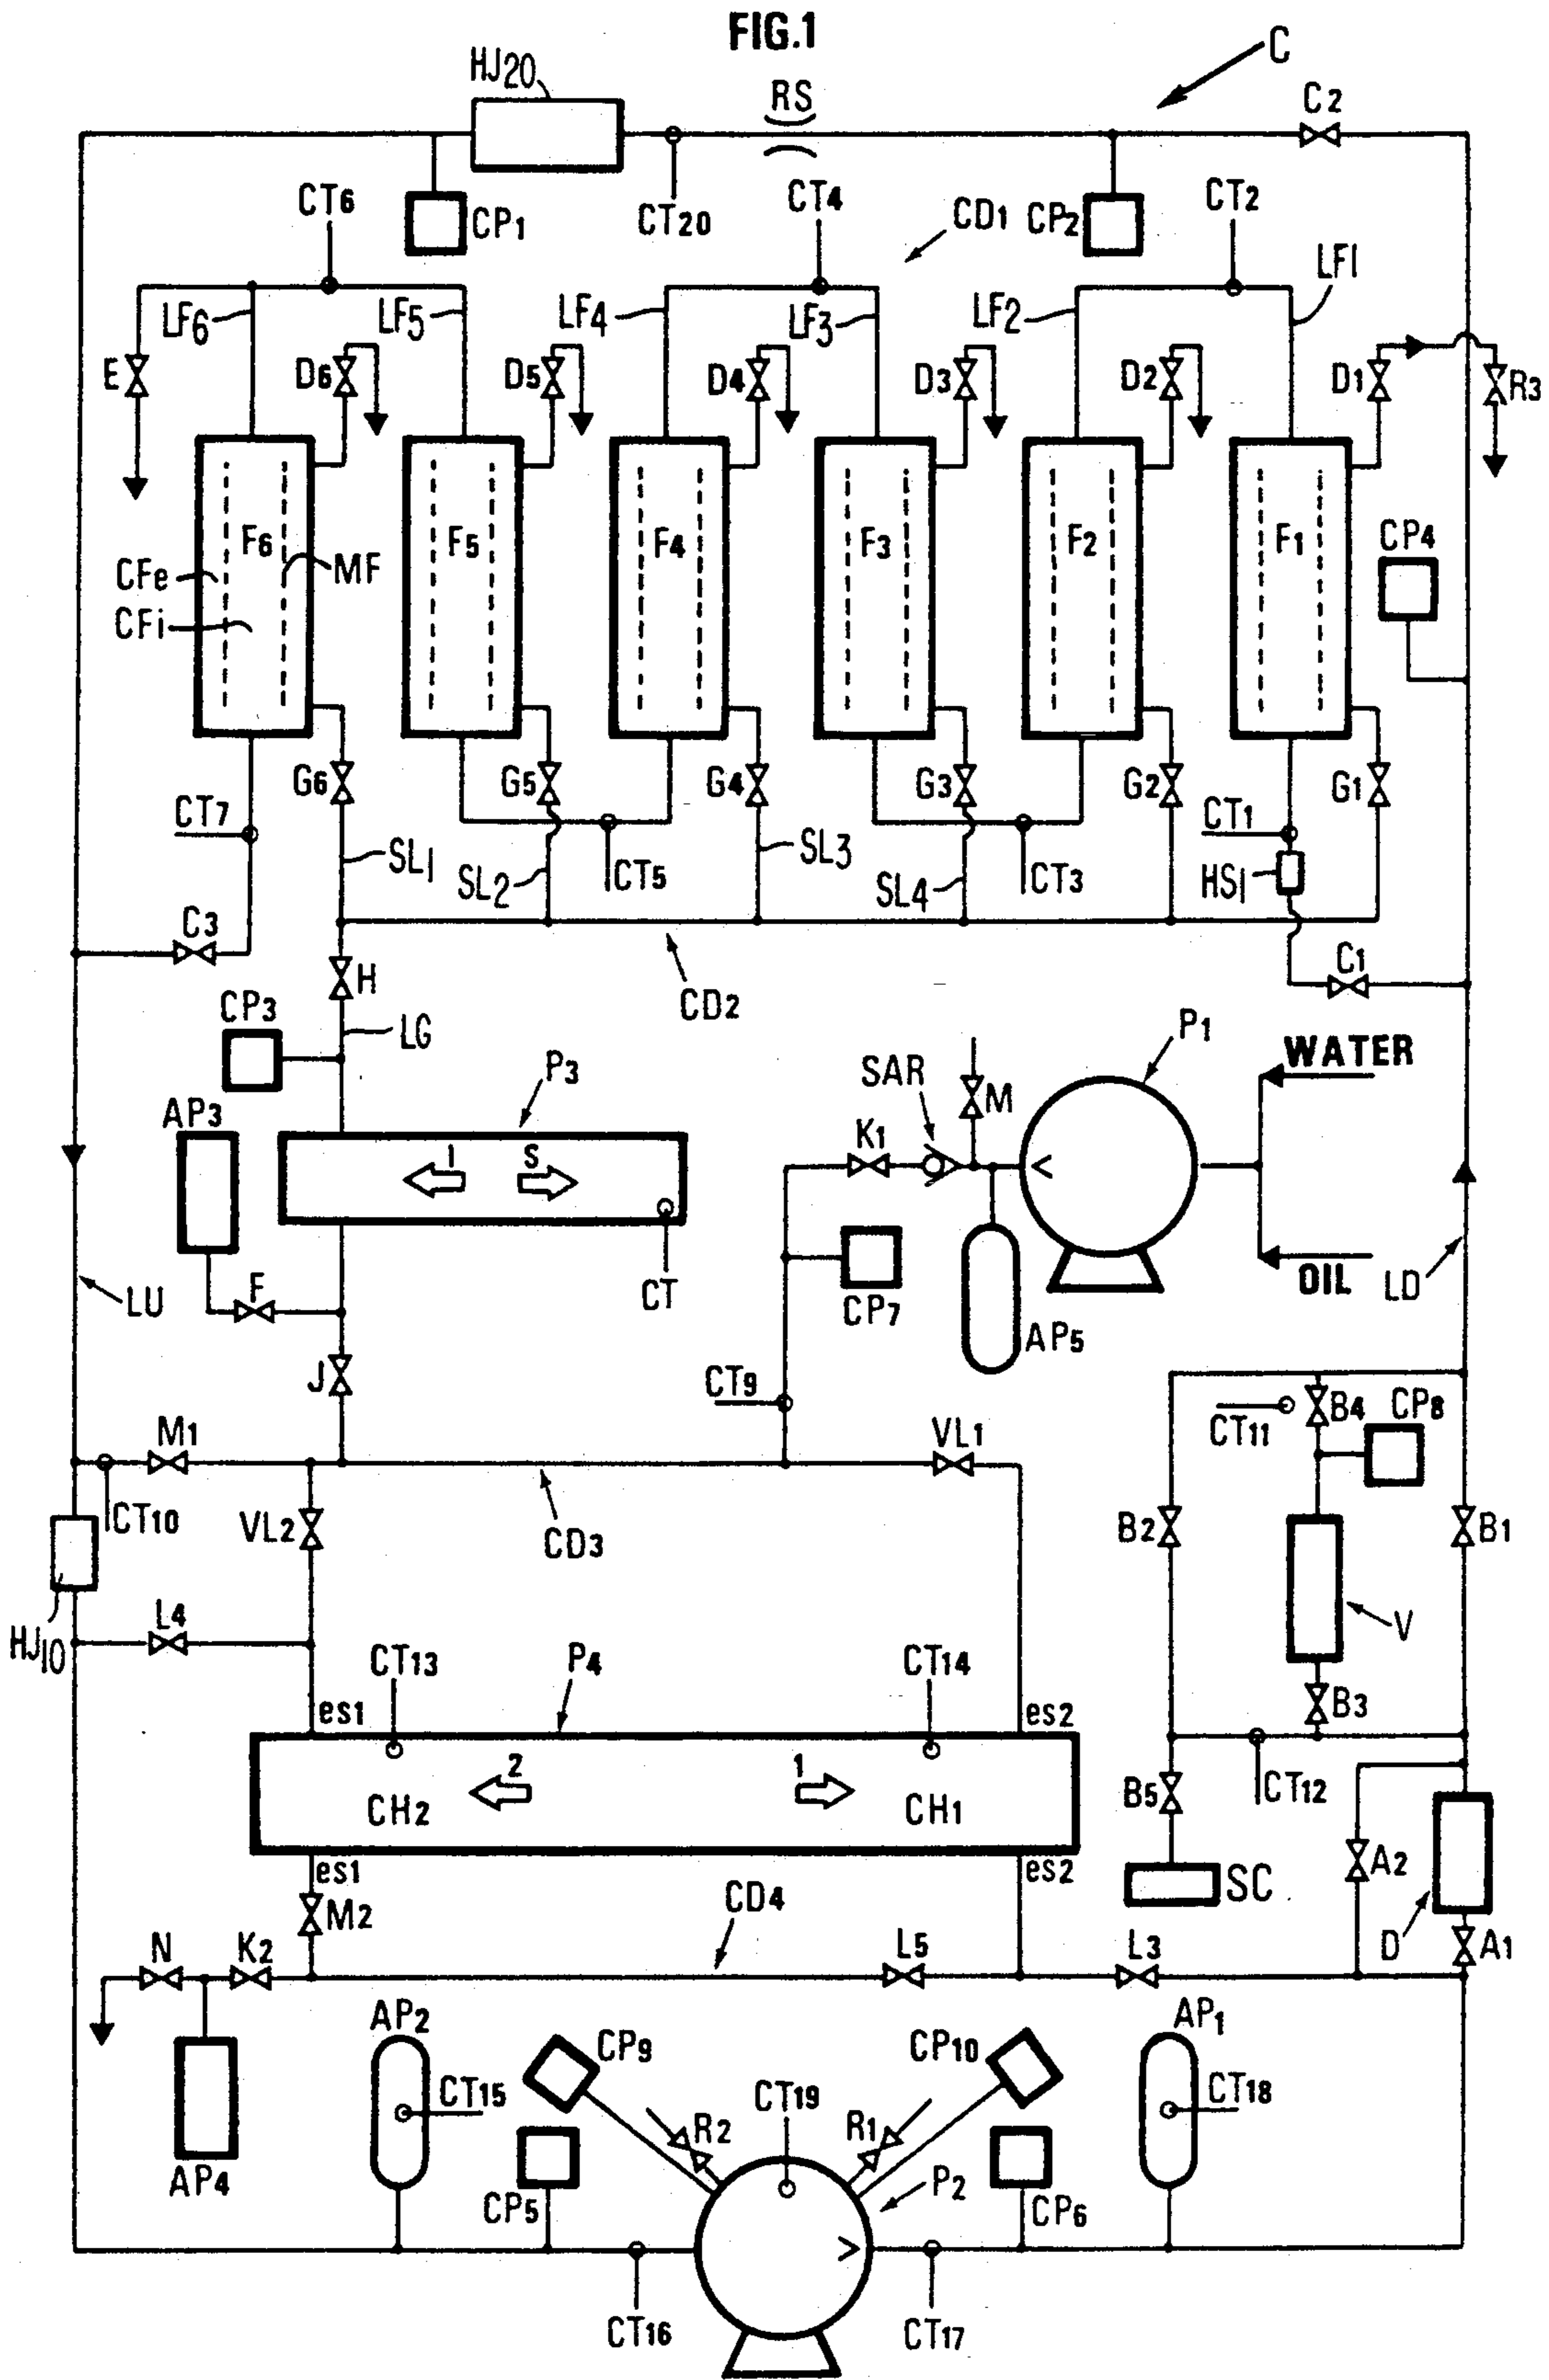 FIG.1
HJ20
RS
C
C2
CT6
CP1
CT20
CT4
CD1
CP2
CT2
LF1
LF6
LF5
LF4
LF3
LF2
E
D6
D5
D4
D3
D2
D1
R3
F6
F5
F4
F3
F2
F1
CP4
CFe
MF
CFi
G6
G5
G4
G3
G2
G1
CT7
SL1
SL2
CT5
SL3
SL4
CT3
CT1
HS1
C3
H
CD2
C1
CP3
LG
P3
SAR
M
P1
WATER
AP3
K1
1
S
LU
F
CT
CP7
AP5
OIL
LD
J
CT9
CT11
B4
CP8
M1
VL1
CT10
VL2
CD3
B2
B1
L4
V
HJ10
CT13
P4
CT14
B3
es1
es2
2
1
B5
CT12
CH2
CH1
A2
es1
es2
SC
M2
CD4
D
A1
N
K2
L5
L3
AP2
CP9
CP10
AP1
CT15
R2
CT19
R1
CT18
AP4
CP5
P2
CP6
CT16
CT17